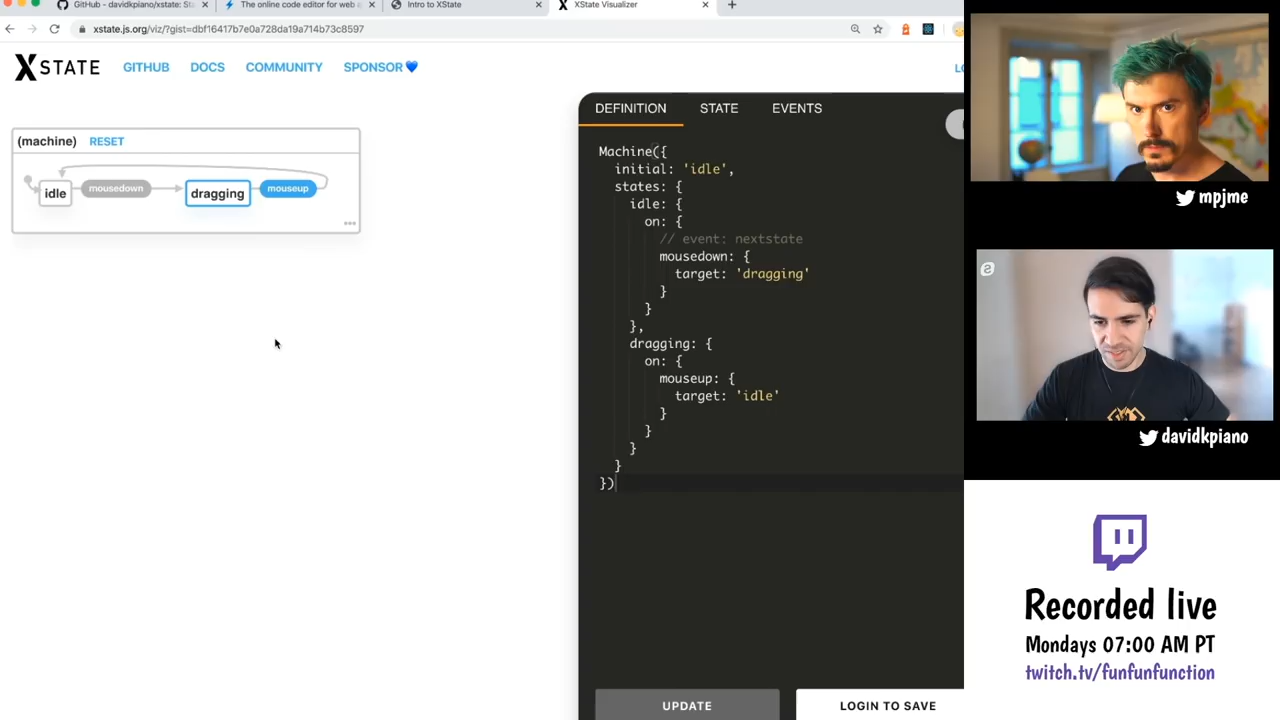 GitHub - davidkpiano/xstate: Sta
The online code editor for web a
Intro to XState
XState Visualizer
xstate.js.org/viz/?gist=dbf16417b7e0a728da19a714b73c8597
XSTATE
GITHUB
DOCS
COMMUNITY
SPONSOR 💙
(machine)
RESET
idle
mousedown
dragging
mouseup
DEFINITION
STATE
EVENTS
Machine({
  initial: 'idle',
  states: {
    idle: {
      on: {
        // event: nextstate
        mousedown: {
          target: 'dragging'
        }
      }
    },
    dragging: {
      on: {
        mouseup: {
          target: 'idle'
        }
      }
    }
  }
})
UPDATE
LOGIN TO SAVE
mpjme
davidkpiano
Recorded live
Mondays 07:00 AM PT
twitch.tv/funfunfunction